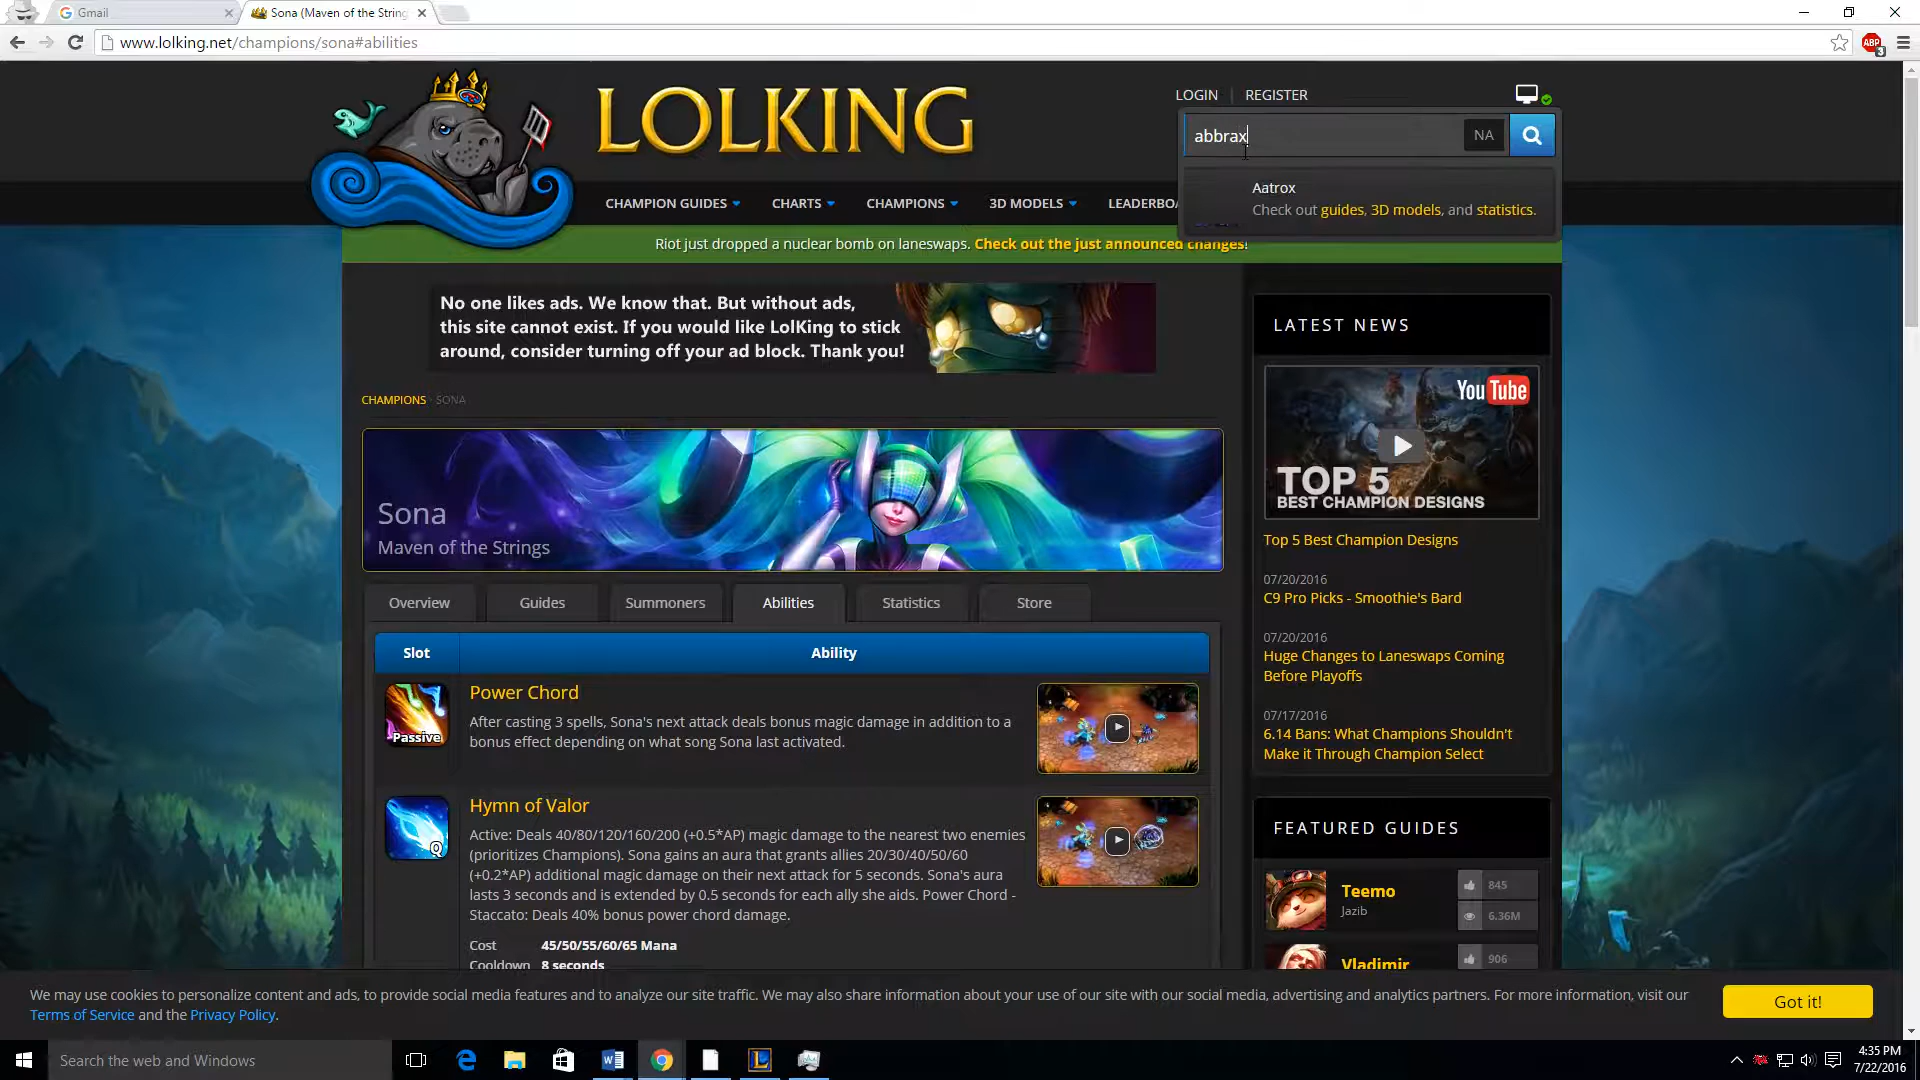 Gmail
Sona (Maven of the String
www.lolking.net/champions/sona#abilities
ABP
3
LOLKING
LOGIN
REGISTER
abbrax
NA
Aatrox
Check out guides, 3D models, and statistics.
CHAMPION GUIDES
CHARTS
CHAMPIONS
3D MODELS
LEADERBOA
Riot just dropped a nuclear bomb on laneswaps. Check out the just announced changes!
No one likes ads. We know that. But without ads,
this site cannot exist. If you would like LolKing to stick
around, consider turning off your ad block. Thank you!
CHAMPIONS
SONA
Sona
Maven of the Strings
Overview
Guides
Summoners
Abilities
Statistics
Store
Slot
Ability
Power Chord
After casting 3 spells, Sona's next attack deals bonus magic damage in addition to a
bonus effect depending on what song Sona last activated.
Passive
Hymn of Valor
Active: Deals 40/80/120/160/200 (+0.5*AP) magic damage to the nearest two enemies
(prioritizes Champions). Sona gains an aura that grants allies 20/30/40/50/60
(+0.2*AP) additional magic damage on their next attack for 5 seconds. Sona's aura
lasts 3 seconds and is extended by 0.5 seconds for each ally she aids. Power Chord -
Staccato: Deals 40% bonus power chord damage.
Q
Cost 45/50/55/60/65 Mana
Cooldown 8 seconds
LATEST NEWS
YouTube
TOP 5
BEST CHAMPION DESIGNS
Top 5 Best Champion Designs
07/20/2016
C9 Pro Picks - Smoothie's Bard
07/20/2016
Huge Changes to Laneswaps Coming
Before Playoffs
07/17/2016
6.14 Bans: What Champions Shouldn't
Make it Through Champion Select
FEATURED GUIDES
Teemo
Jazib
845
6.36M
Vladimir
906
We may use cookies to personalize content and ads, to provide social media features and to analyze our site traffic. We may also share information about your use of our site with our social media, advertising and analytics partners. For more information, visit our
Terms of Service and the Privacy Policy.
Got it!
Search the web and Windows
4:35 PM
7/22/2016